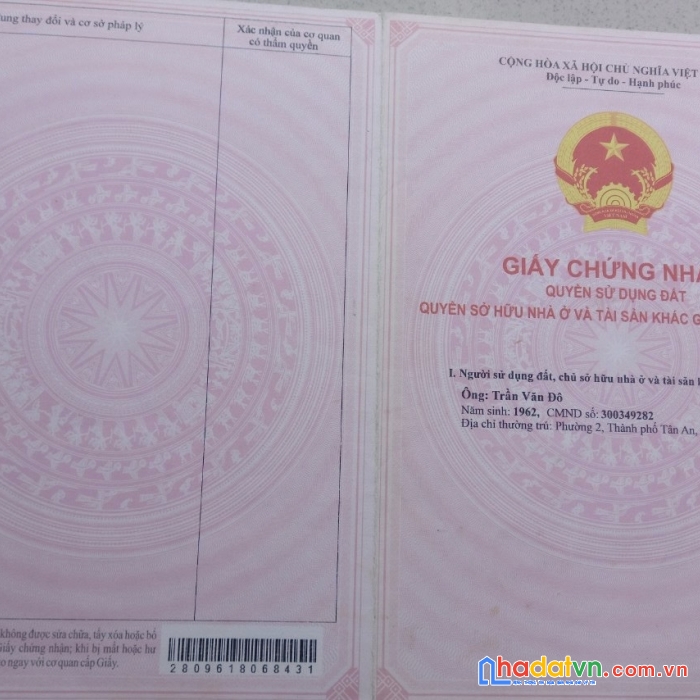 ung thay đổi và cơ sở pháp lý
Xác nhận của cơ quan
có thẩm quyền
không được sửa chữa, tẩy xóa hoặc bổ
Giấy chứng nhận; khi bị mất hoặc hư
o ngay với cơ quan cấp Giấy.
2809618068431
CỘNG HÒA XÃ HỘI CHỦ NGHĨA VIỆT
Độc lập - Tự do - Hạnh phúc
GIẤY CHỨNG NHẬ
QUYỀN SỬ DỤNG ĐẤT
QUYỀN SỞ HỮU NHÀ Ở VÀ TÀI SẢN KHÁC G
I. Người sử dụng đất, chủ sở hữu nhà ở và tài sản
Ông: Trần Văn Đô
Năm sinh: 1962, CMND số: 300349282
Địa chỉ thường trú: Phường 2, Thành phố Tân An,
nhadatvn.com.vn